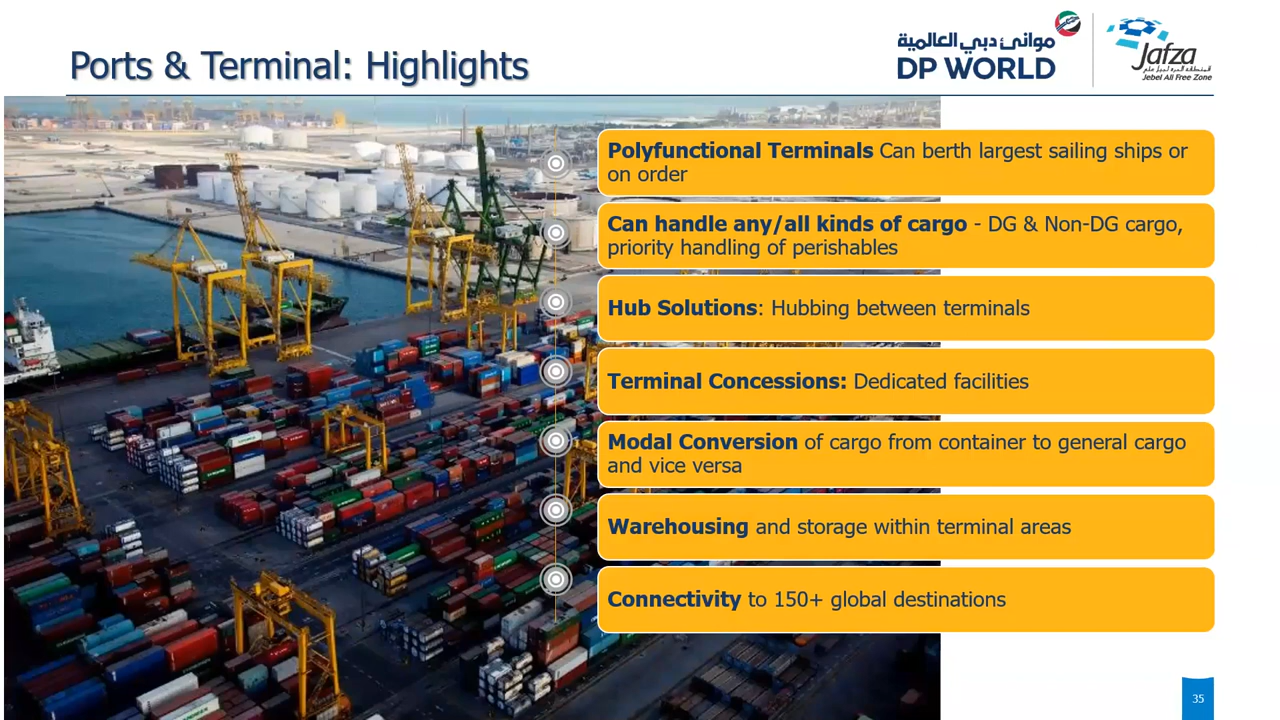 Ports & Terminal: Highlights
موانئ دبي العالمية
DP WORLD
Jafza
Jebel Ali Free Zone
Polyfunctional Terminals Can berth largest sailing ships or
on order
Can handle any/all kinds of cargo - DG & Non-DG cargo,
priority handling of perishables
Hub Solutions: Hubbing between terminals
Terminal Concessions: Dedicated facilities
Modal Conversion of cargo from container to general cargo
and vice versa
Warehousing and storage within terminal areas
Connectivity to 150+ global destinations
35